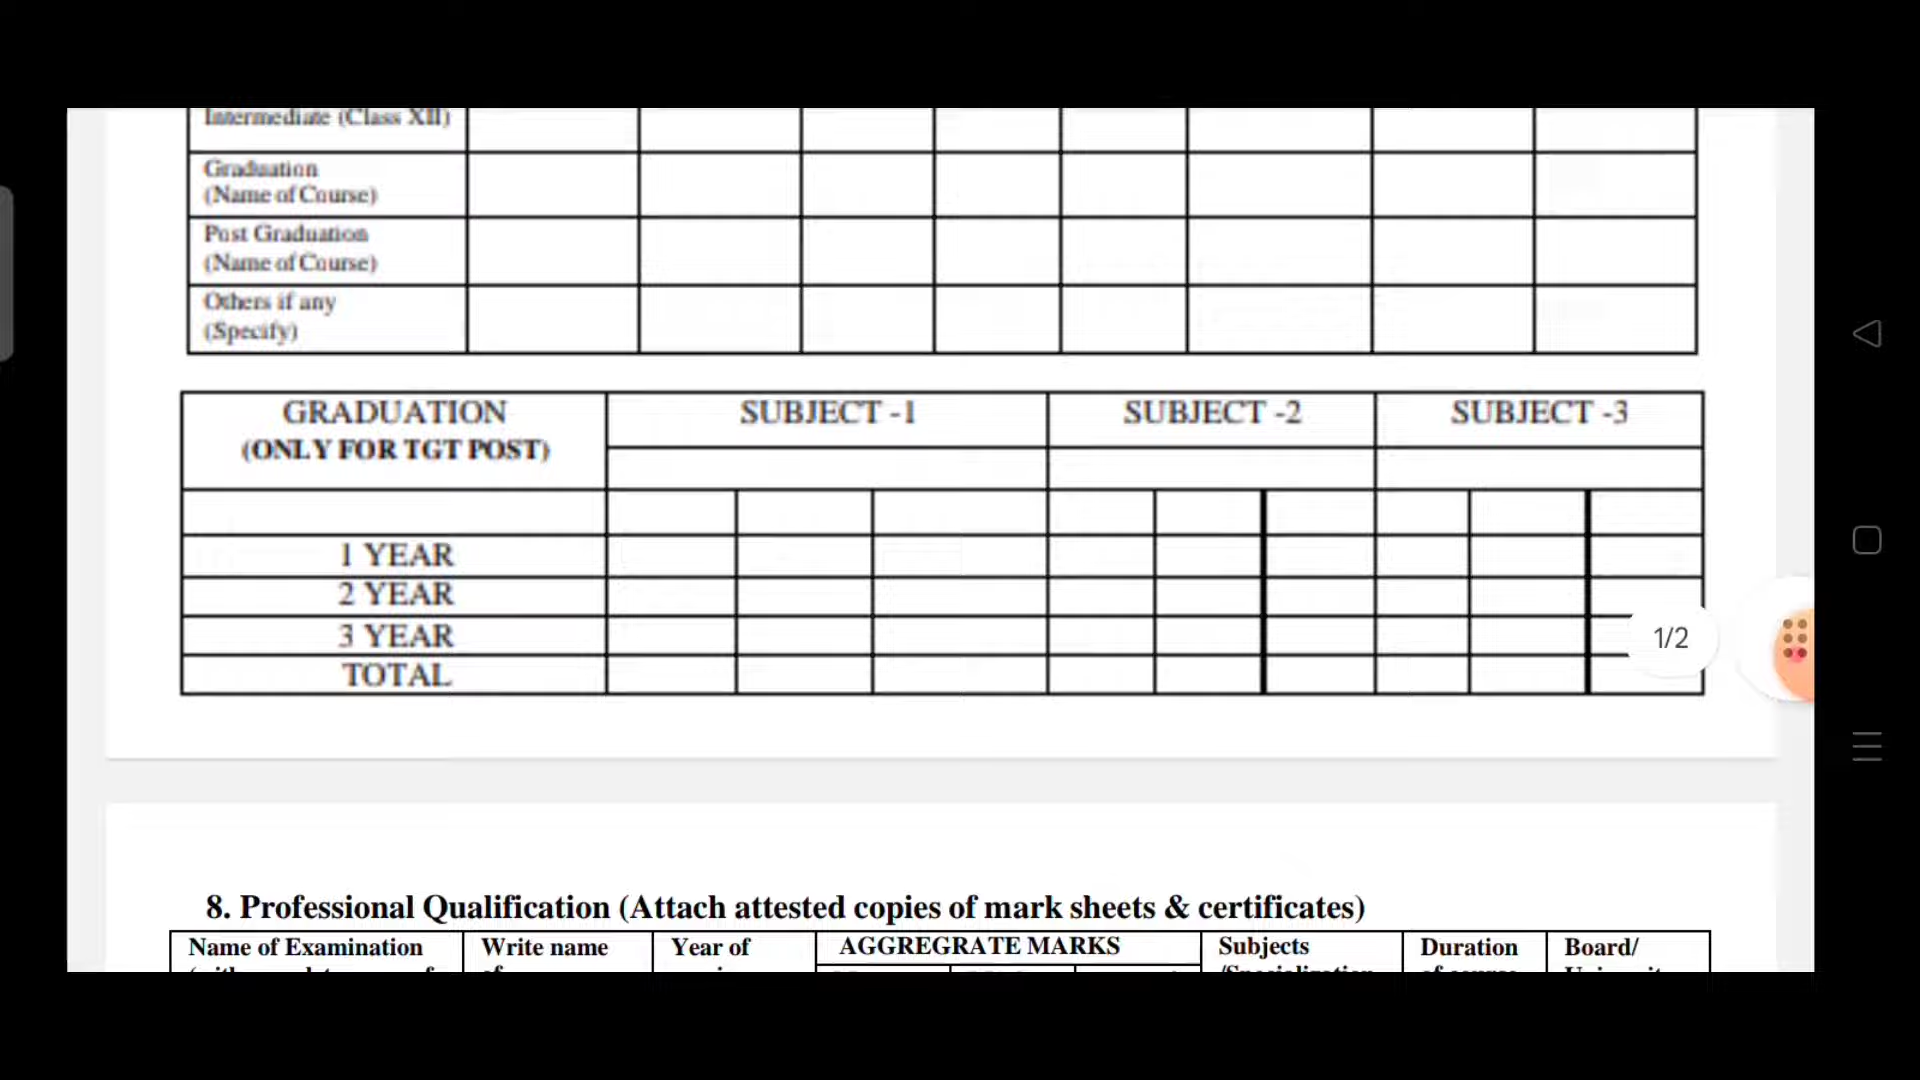 Intermediate (Class XII)
Graduation
(Name of Course)
Post Graduation
(Name of Course)
Others if any
(Specify)
GRADUATION SUBJECT -1 SUBJECT -2 SUBJECT -3
(ONLY FOR TGT POST)
1 YEAR
2 YEAR
3 YEAR
TOTAL
1/2
8. Professional Qualification (Attach attested copies of mark sheets & certificates)
Name of Examination Write name Year of AGGREGRATE MARKS Subjects Duration Board/